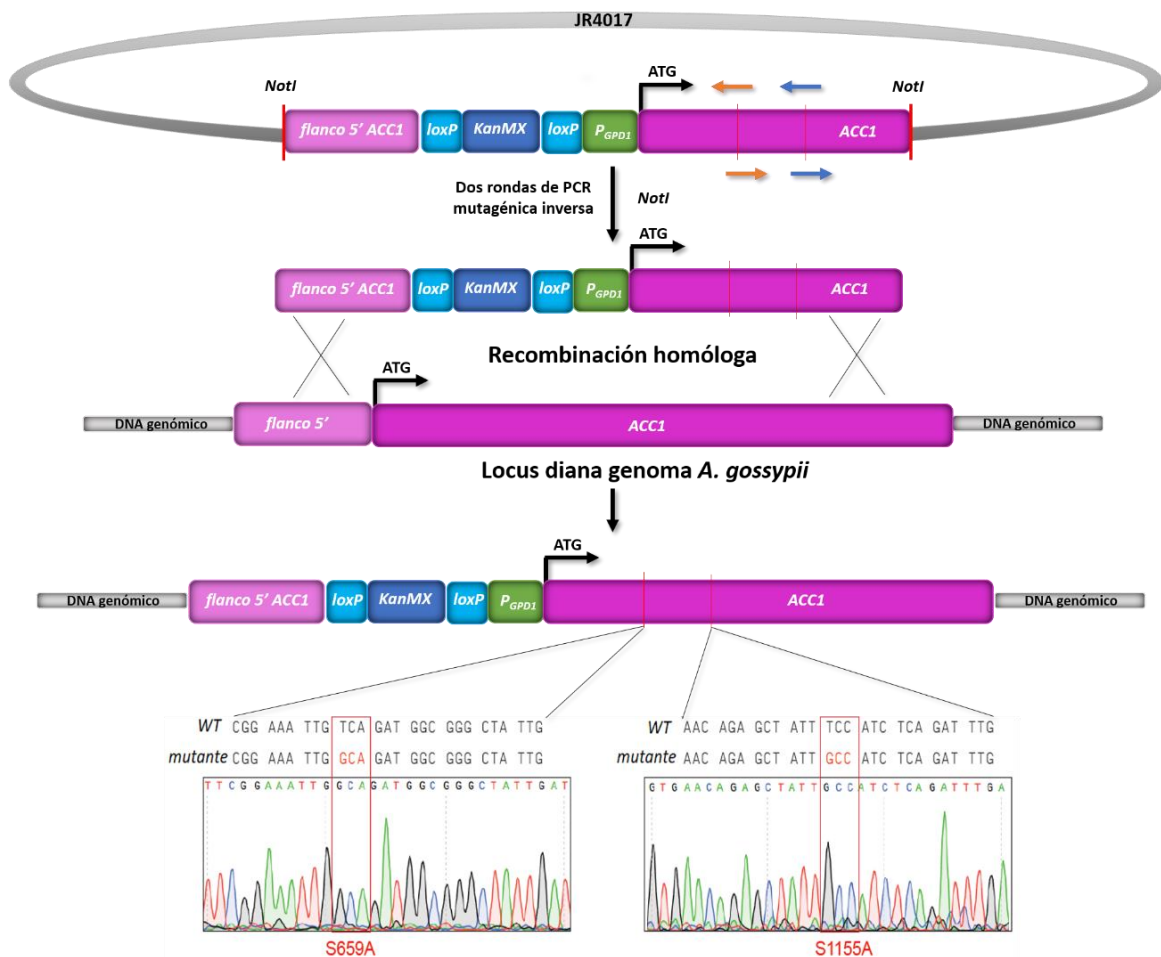 JR4017
NotI
ATG
NotI
flanco 5' ACC1
loxP
KanMX
loxP
PGPD1
ACC1
Dos rondas de PCR
mutagénica inversa
NotI
ATG
flanco 5' ACC1
loxP
KanMX
loxP
PGPD1
ACC1
Recombinación homóloga
ATG
DNA genómico
flanco 5'
ACC1
DNA genómico
Locus diana genoma A. gossypii
ATG
DNA genómico
flanco 5' ACC1
loxP
KanMX
loxP
PGPD1
ACC1
DNA genómico
WT CGG AAA TTG TCA GAT GGC GGG CTA TTG
mutante CGG AAA TTG GCA GAT GGC GGG CTA TTG
TTCGGAAATTGGCAGATGGCGGGCTATTGAT
S659A
WT AAC AGA GCT ATT TCC ATC TCA GAT TTG
mutante AAC AGA GCT ATT GCC ATC TCA GAT TTG
GTGAACAGAGCTATTGCCATCTCAGATTTGA
S1155A